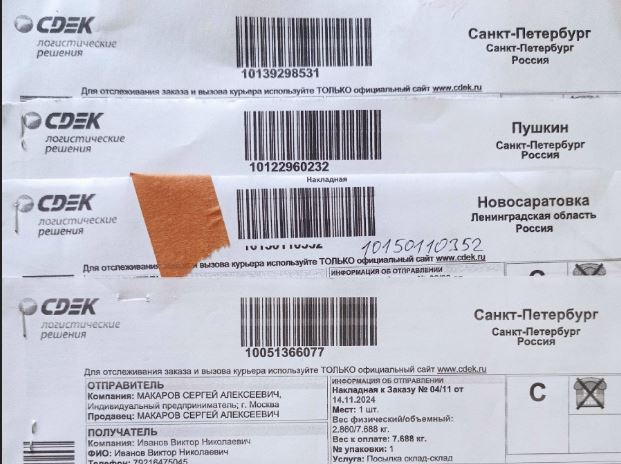 CDEK
логистические
решения
10139298531
Санкт-Петербург
Санкт-Петербург
Россия
Для отслеживания заказа и вызова курьера используйте ТОЛЬКО официальный сайт www.cdek.ru
CDEK
логистические
решения
10122960232
Пушкин
Санкт-Петербург
Россия
Накладная
CDEK
логистические
решения
10150110352
10150110352
Новосаратовка
Ленинградская область
Россия
Для отслеживания и вызова курьера используйте ТОЛЬКО официальный сайт www.cdek.ru
ИНФОРМАЦИЯ ОБ ОТПРАВЛЕНИИ
С
CDEK
логистические
решения
10051366077
Санкт-Петербург
Санкт-Петербург
Россия
Для отслеживания заказа и вызова курьера используйте ТОЛЬКО официальный сайт www.cdek.ru
ОТПРАВИТЕЛЬ
Компания: МАКАРОВ СЕРГЕЙ АЛЕКСЕЕВИЧ,
Индивидуальный предприниматель; г. Москва
Продавец: МАКАРОВ СЕРГЕЙ АЛЕКСЕЕВИЧ
ПОЛУЧАТЕЛЬ
Компания: Иванов Виктор Николаевич
ФИО: Иванов Виктор Николаевич
Телефон: 79216475045
ИНФОРМАЦИЯ ОБ ОТПРАВЛЕНИИ
Накладная к Заказу № 04/11 от
14.11.2024
Мест: 1 шт.
Вес физический/объемный:
2.860/7.688 кг.
Вес к оплате: 7.688 кг.
№ упаковки: 1
Услуга: Посылка склад-склад
С